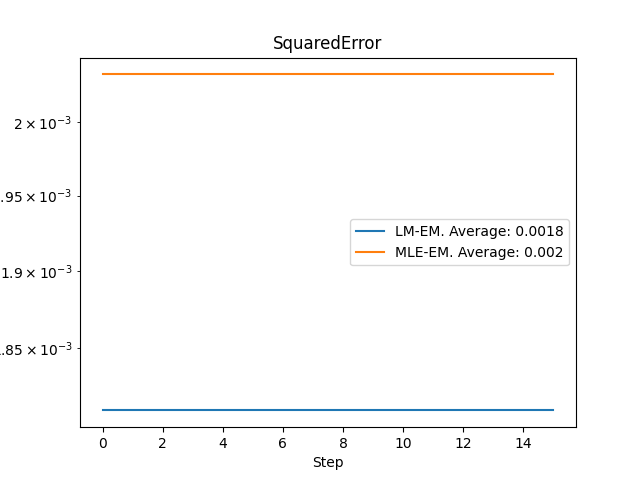 SquaredError
2 × 10⁻³
.95 × 10⁻³
1.9 × 10⁻³
.85 × 10⁻³
LM-EM. Average: 0.0018
MLE-EM. Average: 0.002
0 2 4 6 8 10 12 14
Step